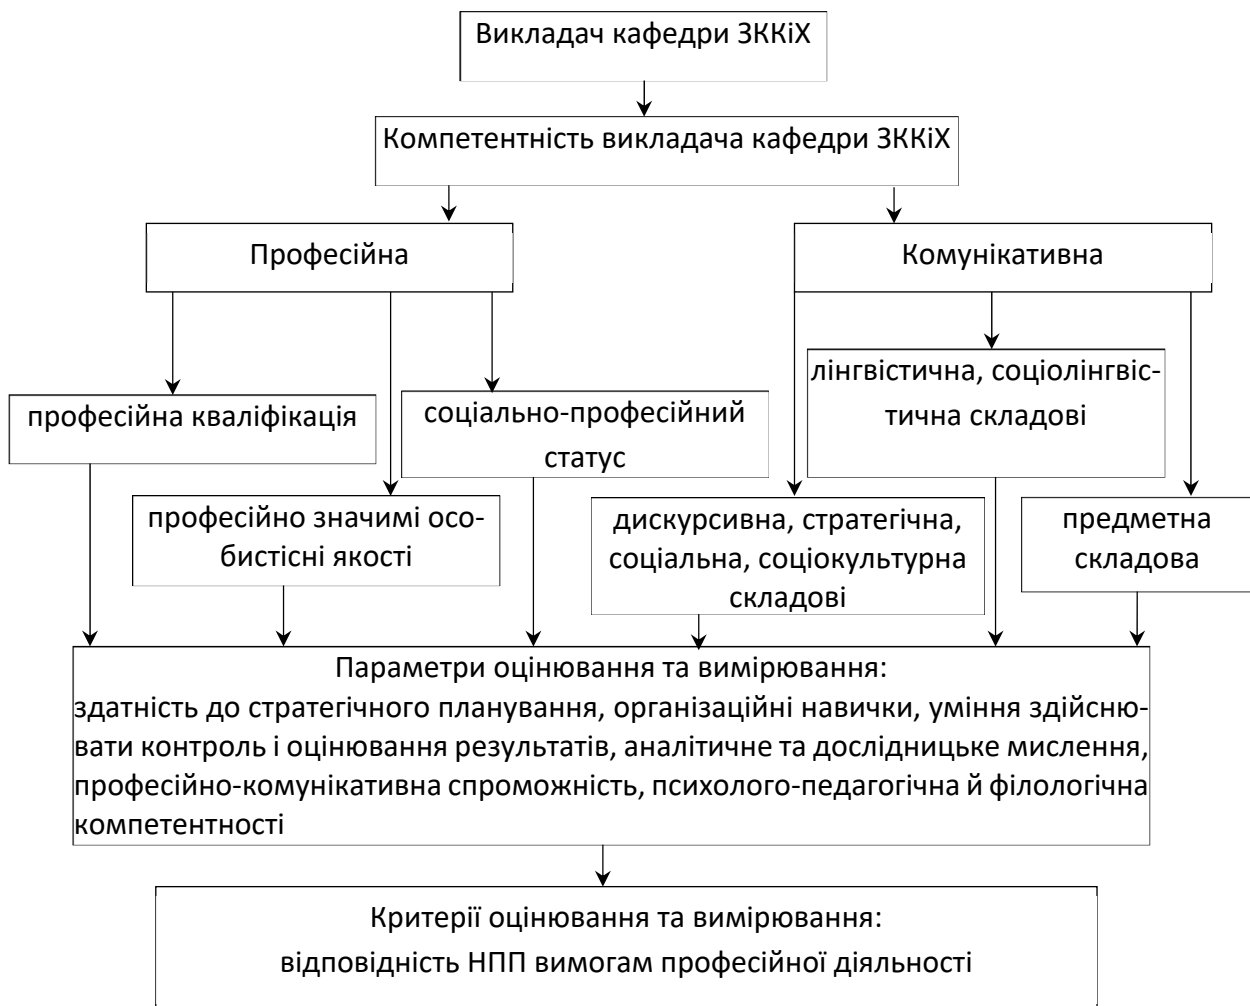 Викладач кафедри ЗККіХ
Компетентність викладача кафедри ЗККіХ
Професійна
Комунікативна
професійна кваліфікація
соціально-професійний
статус
лінгвістична, соціолінгвіс-
тична складові
професійно значимі осо-
бистісні якості
дискурсивна, стратегічна,
соціальна, соціокультурна
складові
предметна
складова
Параметри оцінювання та вимірювання:
здатність до стратегічного планування, організаційні навички, уміння здійсню-
вати контроль і оцінювання результатів, аналітичне та дослідницьке мислення,
професійно-комунікативна спроможність, психолого-педагогічна й філологічна
компетентності
Критерії оцінювання та вимірювання:
відповідність НПП вимогам професійної діяльності